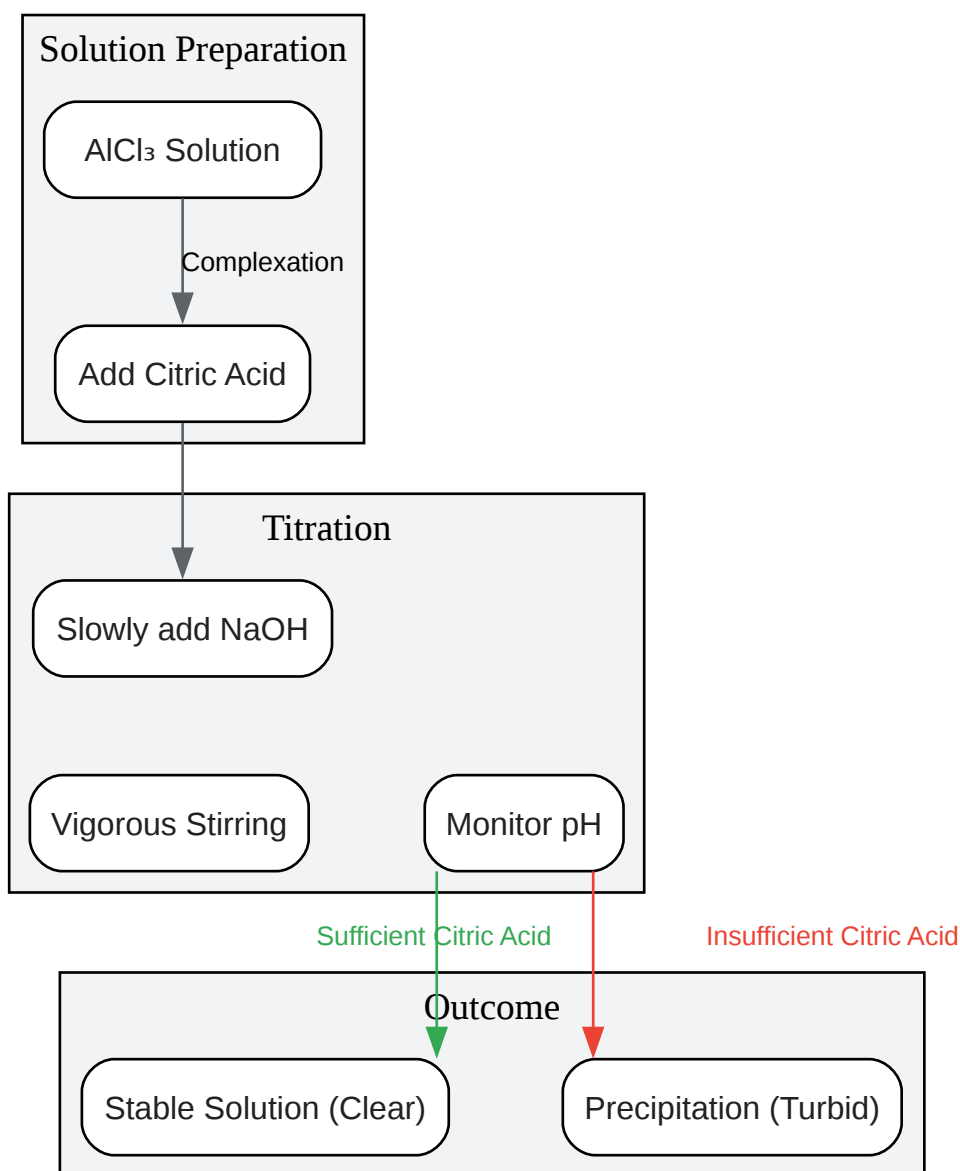 Solution Preparation
AlCl₃ Solution
Complexation
Add Citric Acid
Titration
Slowly add NaOH
Vigorous Stirring
Monitor pH
Sufficient Citric Acid
Insufficient Citric Acid
Outcome
Stable Solution (Clear)
Precipitation (Turbid)